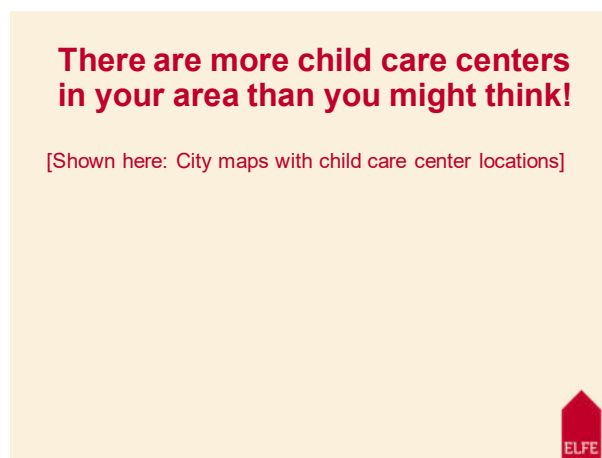 There are more child care centers
in your area than you might think!
[Shown here: City maps with child care center locations]
ELFE